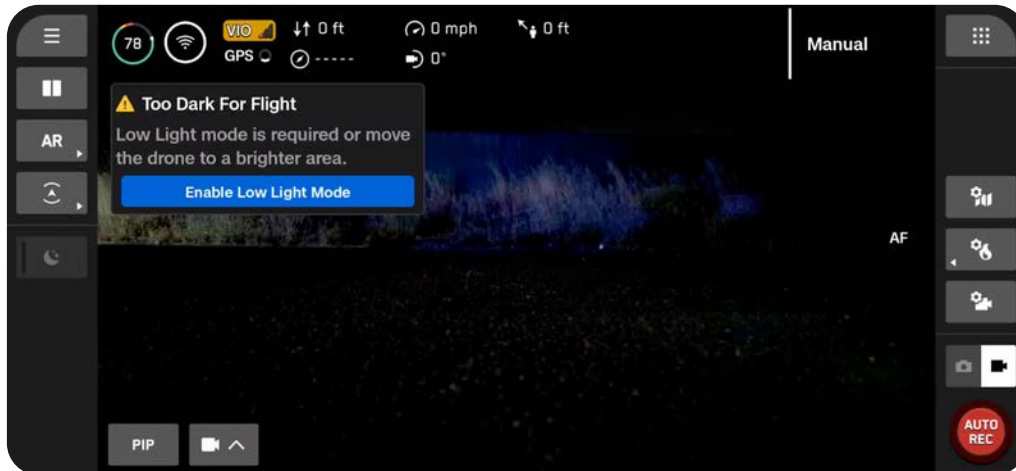 78
VIO
GPS
0 ft
-----
0 mph
0°
0 ft
Manual
Too Dark For Flight
Low Light mode is required or move
the drone to a brighter area.
Enable Low Light Mode
AR
AF
PIP
AUTO
REC